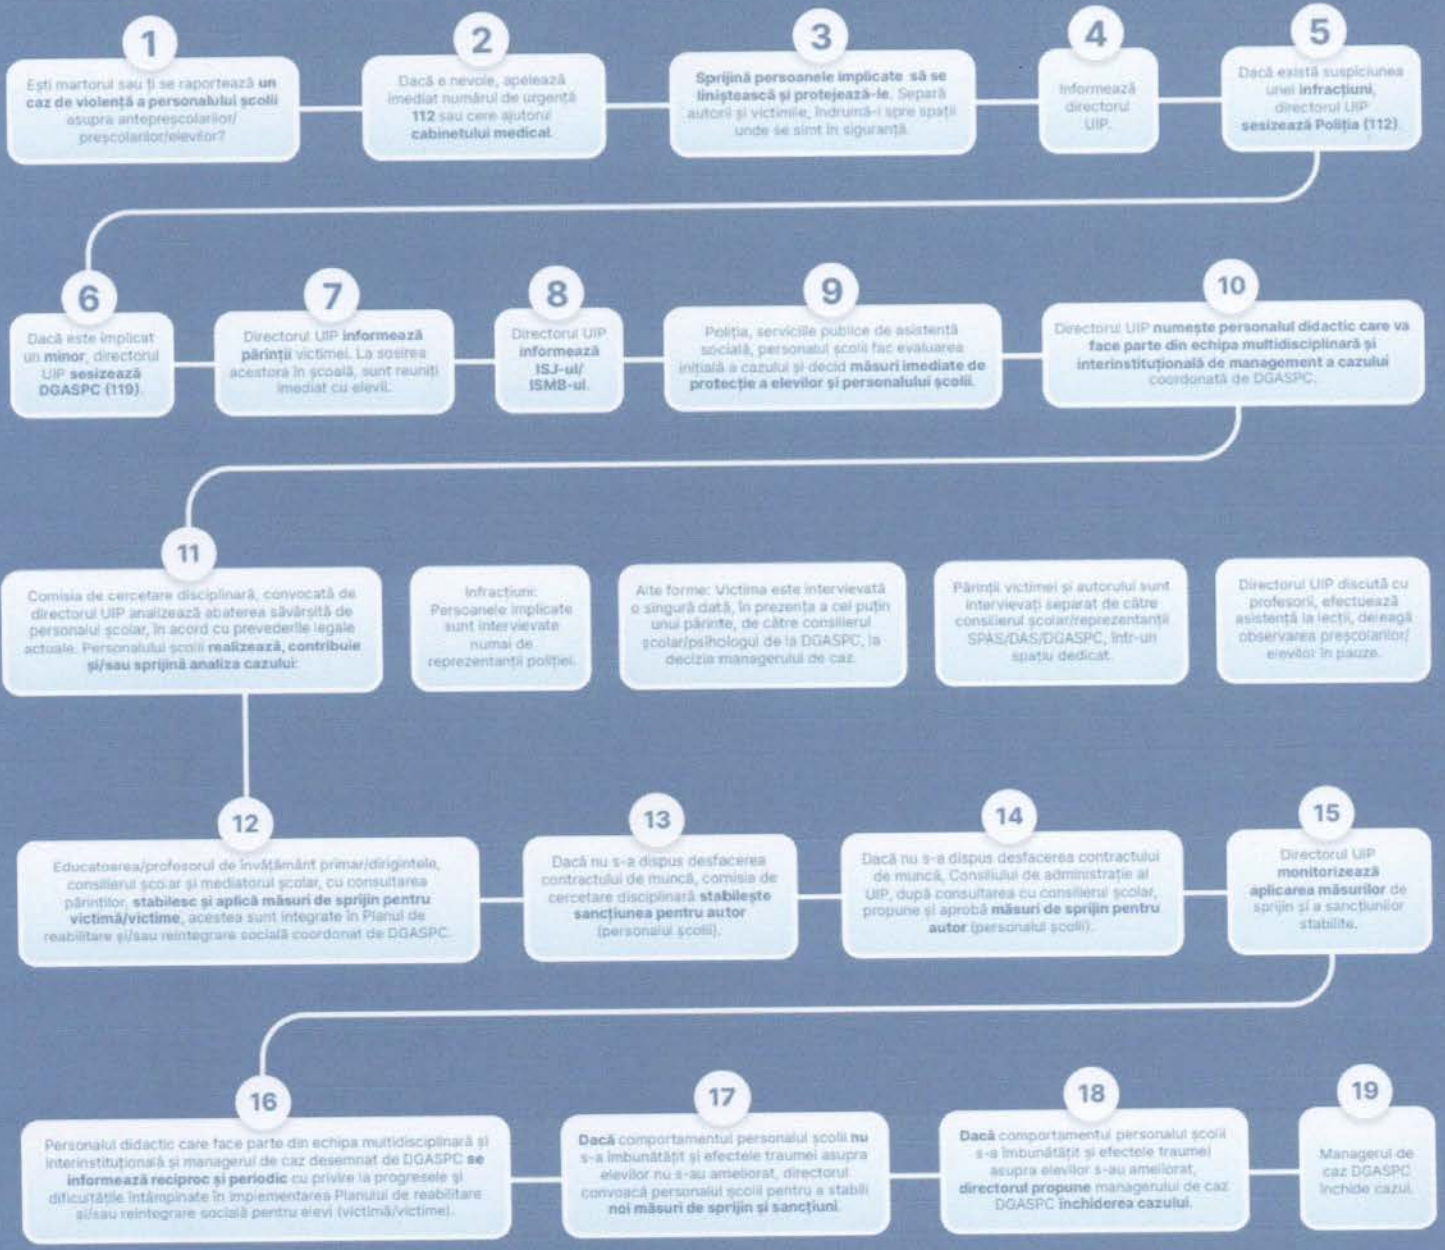 1
Ești martorul sau ți se raportează un
caz de violență a personalului școlii
asupra antepreșcolarilor/
preșcolarilor/elevilor?
2
Dacă e nevoie, apelează
imediat numărul de urgență
112 sau cere ajutorul
cabinetului medical.
3
Sprijină persoanele implicate să se
liniștească și protejează-le. Separă
autorii și victimile, îndrumă-i spre spații
unde se simt în siguranță.
4
Informează
directorul
UIP.
5
Dacă există suspiciunea
unei infracțiuni,
directorul UIP
sesizează Poliția (112).
6
Dacă este implicat
un minor, directorul
UIP sesizează
DGASPC (119).
7
Directorul UIP informează
părinții victimei. La sosirea
acestora în școală, sunt reuniți
imediat cu elevii.
8
Directorul UIP
informează
ISJ-ul/
ISMB-ul.
9
Poliția, serviciile publice de asistență
socială, personalul școlii fac evaluarea
inițială a cazului și decid măsuri imediate de
protecție a elevilor și personalului școlii.
10
Directorul UIP numește personalul didactic care va
face parte din echipa multidisciplinară și
interinstituțională de management a cazului
coordonată de DGASPC.
11
Comisia de cercetare disciplinară, convocată de
directorul UIP analizează abaterea săvârșită de
personalul școlar, în acord cu prevederile legale
actuale. Personalul școlii realizează, contribuie
și/sau sprijină analiza cazului:
Infracțiuni:
Persoanele implicate
sunt intervievate
numai de
reprezentanții poliției.
Alte forme: Victima este intervievată
o singură dată, în prezența a cel puțin
unui părinte, de către consilierul
școlar/psihologul de la DGASPC, la
decizia managerului de caz.
Părinții victimei și autorului sunt
intervievați separat de către
consilierul școlar/reprezentanții
SPAS/DAS/DGASPC, într-un
spațiu dedicat.
Directorul UIP discută cu
profesorii, efectuează
asistență la lecții, deleagă
observarea preșcolarilor/
elevilor în pauze.
12
Educatoarea/profesorul de învățământ primar/dirigintele,
consilierul școlar și mediatorul școlar, cu consultarea
părinților, stabilesc și aplică măsuri de sprijin pentru
victimă/victime, acestea sunt integrate în Planul de
reabilitare și/sau reintegrare socială coordonat de DGASPC.
13
Dacă nu s-a dispus desfacerea
contractului de muncă, comisia de
cercetare disciplinară stabilește
sancțiunea pentru autor
(personalul școlii).
14
Dacă nu s-a dispus desfacerea contractului
de muncă, Consiliului de administrație al
UIP, după consultarea cu consilierul școlar,
propune și aprobă măsuri de sprijin pentru
autor (personalul școlii).
15
Directorul UIP
monitorizează
aplicarea măsurilor de
sprijin și a sancțiunilor
stabilite.
16
Personalul didactic care face parte din echipa multidisciplinară și
interinstituțională și managerul de caz desemnat de DGASPC se
informează reciproc și periodic cu privire la progresele și
dificultățile întâmpinate în implementarea Planului de reabilitare
și/sau reintegrare socială pentru elevi (victimă/victime).
17
Dacă comportamentul personalul școlii nu
s-a îmbunătățit și efectele traumei asupra
elevilor nu s-au ameliorat, directorul
convoacă personalul școlii pentru a stabili
noi măsuri de sprijin și sancțiuni.
18
Dacă comportamentul personalul școlii
s-a îmbunătățit și efectele traumei
asupra elevilor s-au ameliorat,
directorul propune managerului de caz
DGASPC închiderea cazului.
19
Managerul de
caz DGASPC
închide cazul.